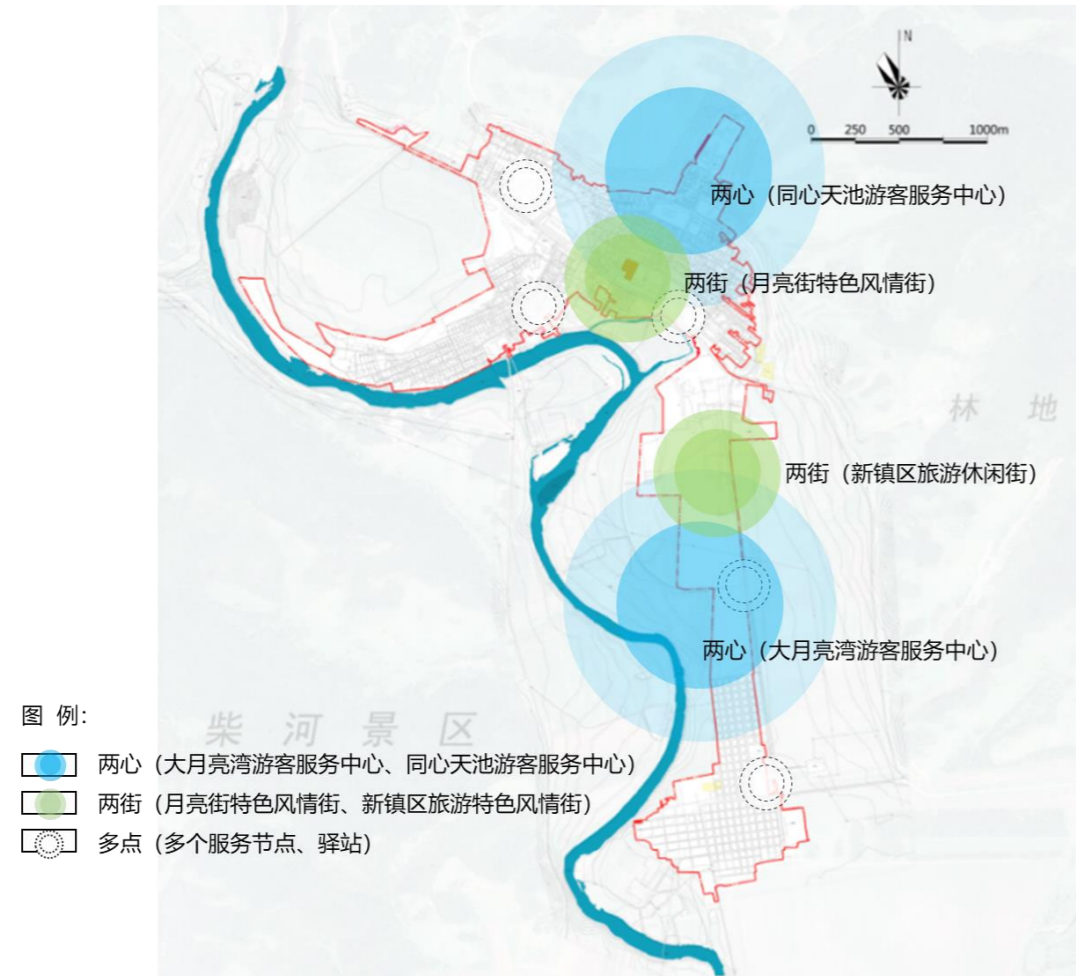 N
0 250 500 1000m
两心（同心天池游客服务中心）
两街（月亮街特色风情街）
林 地
两街（新镇区旅游休闲街）
两心（大月亮湾游客服务中心）
柴 河 景 区
图 例：
两心（大月亮湾游客服务中心、同心天池游客服务中心）
两街（月亮街特色风情街、新镇区旅游特色风情街）
多点（多个服务节点、驿站）